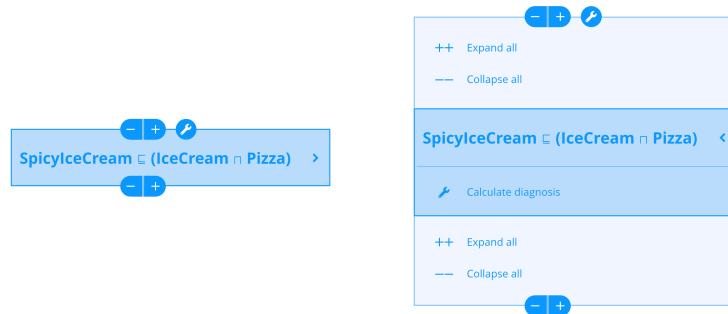 SpicyIceCream ⊑ (IceCream ⊓ Pizza)
++ Expand all
−− Collapse all
SpicyIceCream ⊑ (IceCream ⊓ Pizza)
Calculate diagnosis
++ Expand all
−− Collapse all